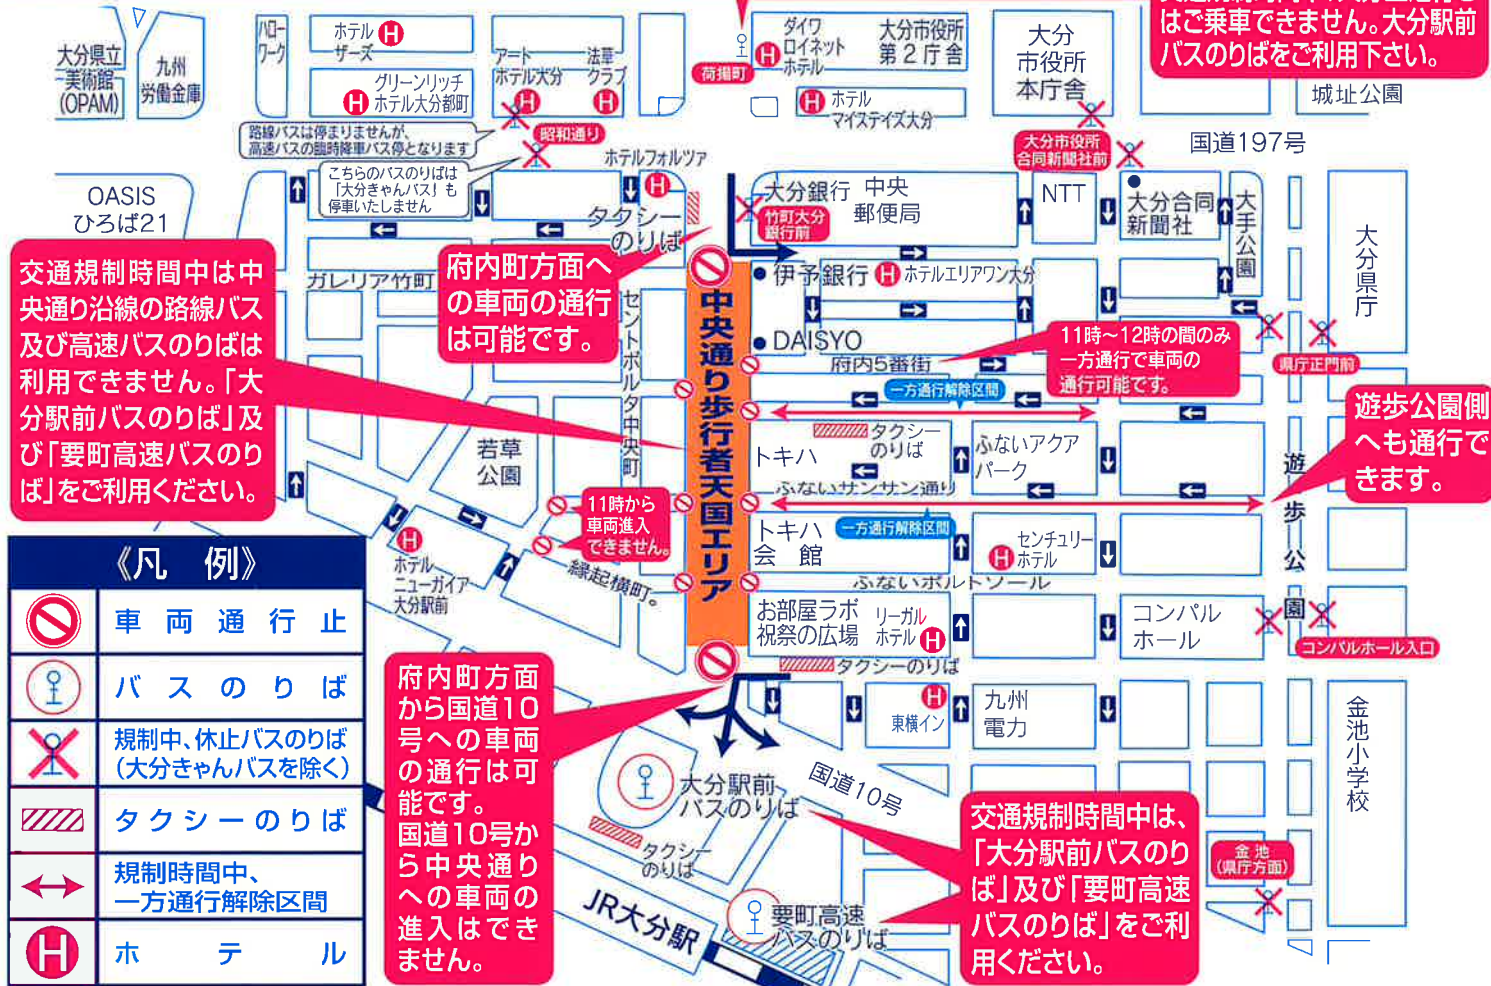 はご乗車できません。大分駅前
バスのりばをご利用下さい。
大分県立
美術館
(OPAM)
九州
労働金庫
ハロー
ワーク
ホテル
ザーズ
グリーンリッチ
ホテル大分都町
アート
ホテル大分
法華
クラブ
荷揚町
ダイワ
ロイネット
ホテル
大分市役所
第2庁舎
ホテル
マイステイズ大分
大分
市役所
本庁舎
城址公園
路線バスは停まりませんが、
高速バスの臨時降車バス停となります
昭和通り
こちらのバスのりばは
「大分きゃんバス」も
停車いたしません
ホテルフォルツァ
大分市役所
合同新聞社前
国道197号
OASIS
ひろば21
タクシー
のりば
大分銀行
竹町大分
銀行前
中央
郵便局
NTT
大分合同
新聞社
大手公園
大分県庁
交通規制時間中は中
央通り沿線の路線バス
及び高速バスのりばは
利用できません。「大
分駅前バスのりば」及
び「要町高速バスのり
ば」をご利用ください。
ガレリア竹町
府内町方面へ
の車両の通行
は可能です。
セントポルタ中央町
中央通り歩行者天国エリア
伊予銀行
ホテルエリアワン大分
DAISYO
府内5番街
11時～12時の間のみ
一方通行で車両の
通行可能です。
一方通行解除区間
県庁正門前
遊歩公園側
へも通行で
きます。
若草
公園
トキハ
タクシー
のりば
ふないアクア
パーク
ふないサンサン通り
遊歩公園
11時から
車両進入
できません。
トキハ
会館
一方通行解除区間
センチュリー
ホテル
ホテル
ニューガイア
大分駅前
縁起横町。
ふないポルトソール
お部屋ラボ
祝祭の広場
リーガル
ホテル
コンパル
ホール
コンパルホール入口
タクシーのりば
《凡 例》
車両通行止
バスのりば
規制中、休止バスのりば
(大分きゃんバスを除く)
タクシーのりば
規制時間中、
一方通行解除区間
ホテル
府内町方面
から国道10
号への車両
の通行は可
能です。
国道10号か
ら中央通り
への車両の
進入はでき
ません。
東横イン
九州
電力
金池小学校
大分駅前
バスのりば
国道10号
タクシー
のりば
JR大分駅
要町高速
バスのりば
交通規制時間中は、
「大分駅前バスのり
ば」及び「要町高速
バスのりば」をご利
用ください。
金池
(県庁方面)